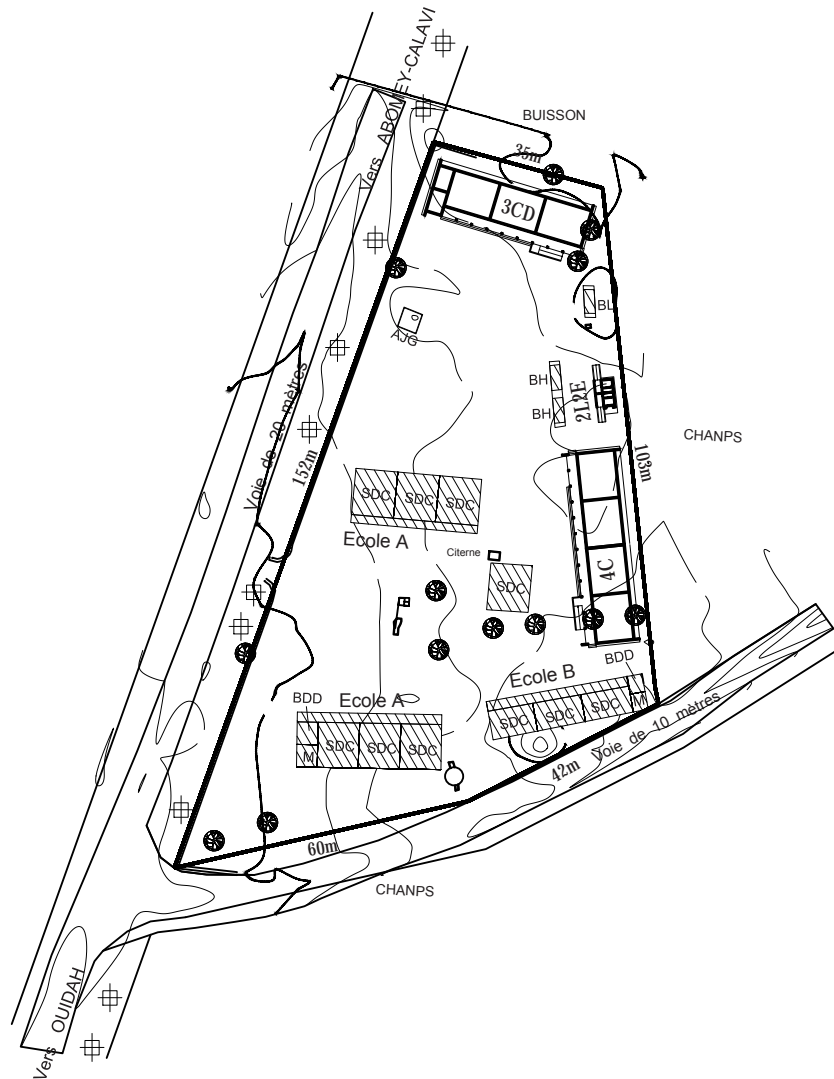 Vers ABOMEY-CALAVI
BUISSON
35m
3CD
BL
AJG
BH
BH
2L2E
Voie de 20 mètres
152m
CHANPS
103m
SDC
SDC
SDC
Ecole A
Citerne
SDC
4C
BDD
Ecole B
SDC
SDC
SDC
M
BDD
Ecole A
M
SDC
SDC
SDC
Voie de 10 mètres
42m
60m
CHANPS
Vers OUIDAH